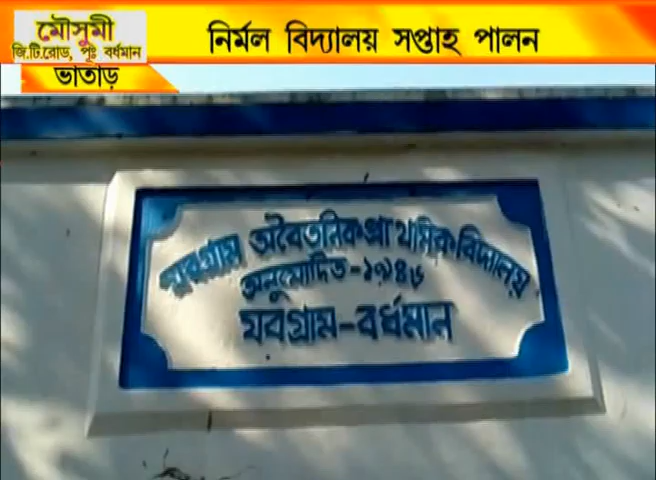 মৌসুমী
জি.টি.রোড, পূঃ বর্ধমান
নির্মল বিদ্যালয় সপ্তাহ পালন
ভাতাড়
যবগ্রাম অবৈতনিক প্রাথমিক বিদ্যালয়
অনুমোদিত-১৯৪৬
যবগ্রাম-বর্ধমান